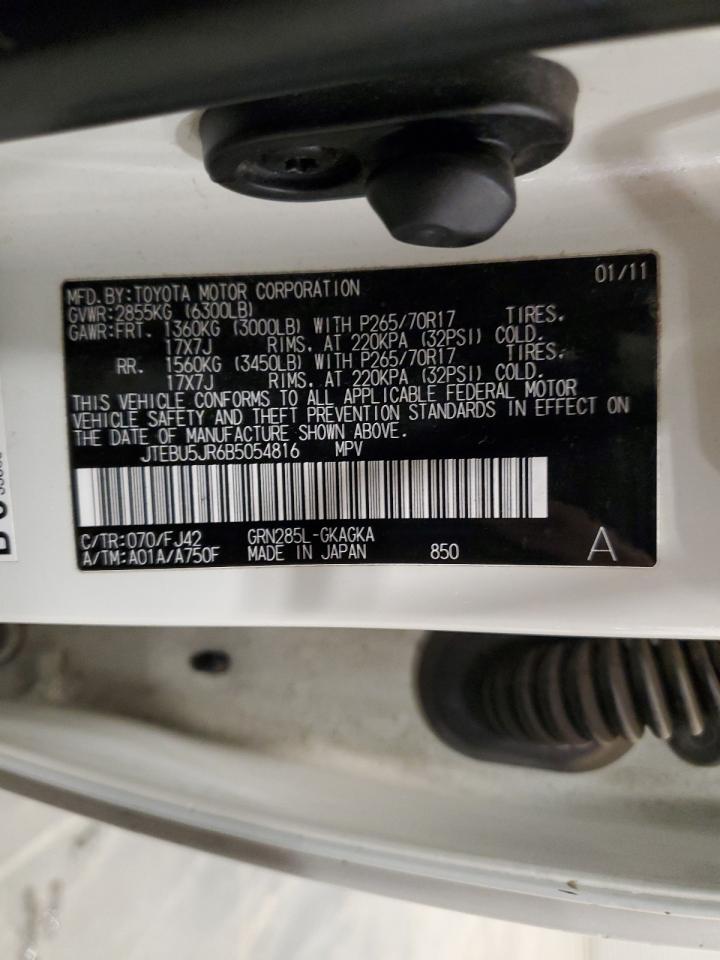 MFD. BY: TOYOTA MOTOR CORPORATION 01/11
GVWR: 2855KG (6300LB)
GAWR: FRT. 1360KG (3000LB) WITH P265/70R17 TIRES.
17X7J RIMS. AT 220KPA (32PSI) COLD.
RR. 1560KG (3450LB) WITH P265/70R17 TIRES.
17X7J RIMS. AT 220KPA (32PSI) COLD.
THIS VEHICLE CONFORMS TO ALL APPLICABLE FEDERAL MOTOR
VEHICLE SAFETY AND THEFT PREVENTION STANDARDS IN EFFECT ON
THE DATE OF MANUFACTURE SHOWN ABOVE.
JTEBU5JR6B5054816 MPV
C/TR: 070/FJ42 GRN285L-GKAGKA
A/TM: A01A/A750F MADE IN JAPAN 850 A